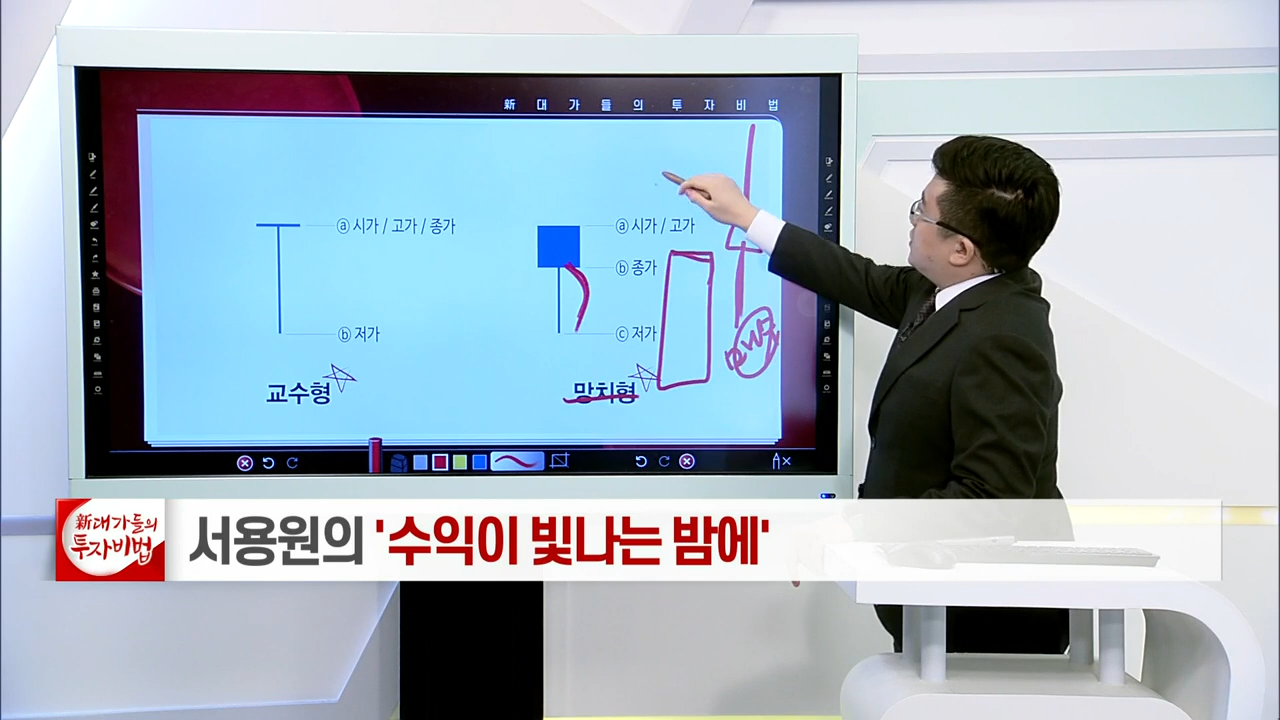 新 대 가 들 의 투 자 비 법
ⓐ 시가 / 고가 / 종가
ⓑ 저가
교수형
ⓐ 시가 / 고가
ⓑ 종가
ⓒ 저가
망치형
新 대가들의
투자비법
서용원의 '수익이 빛나는 밤에'